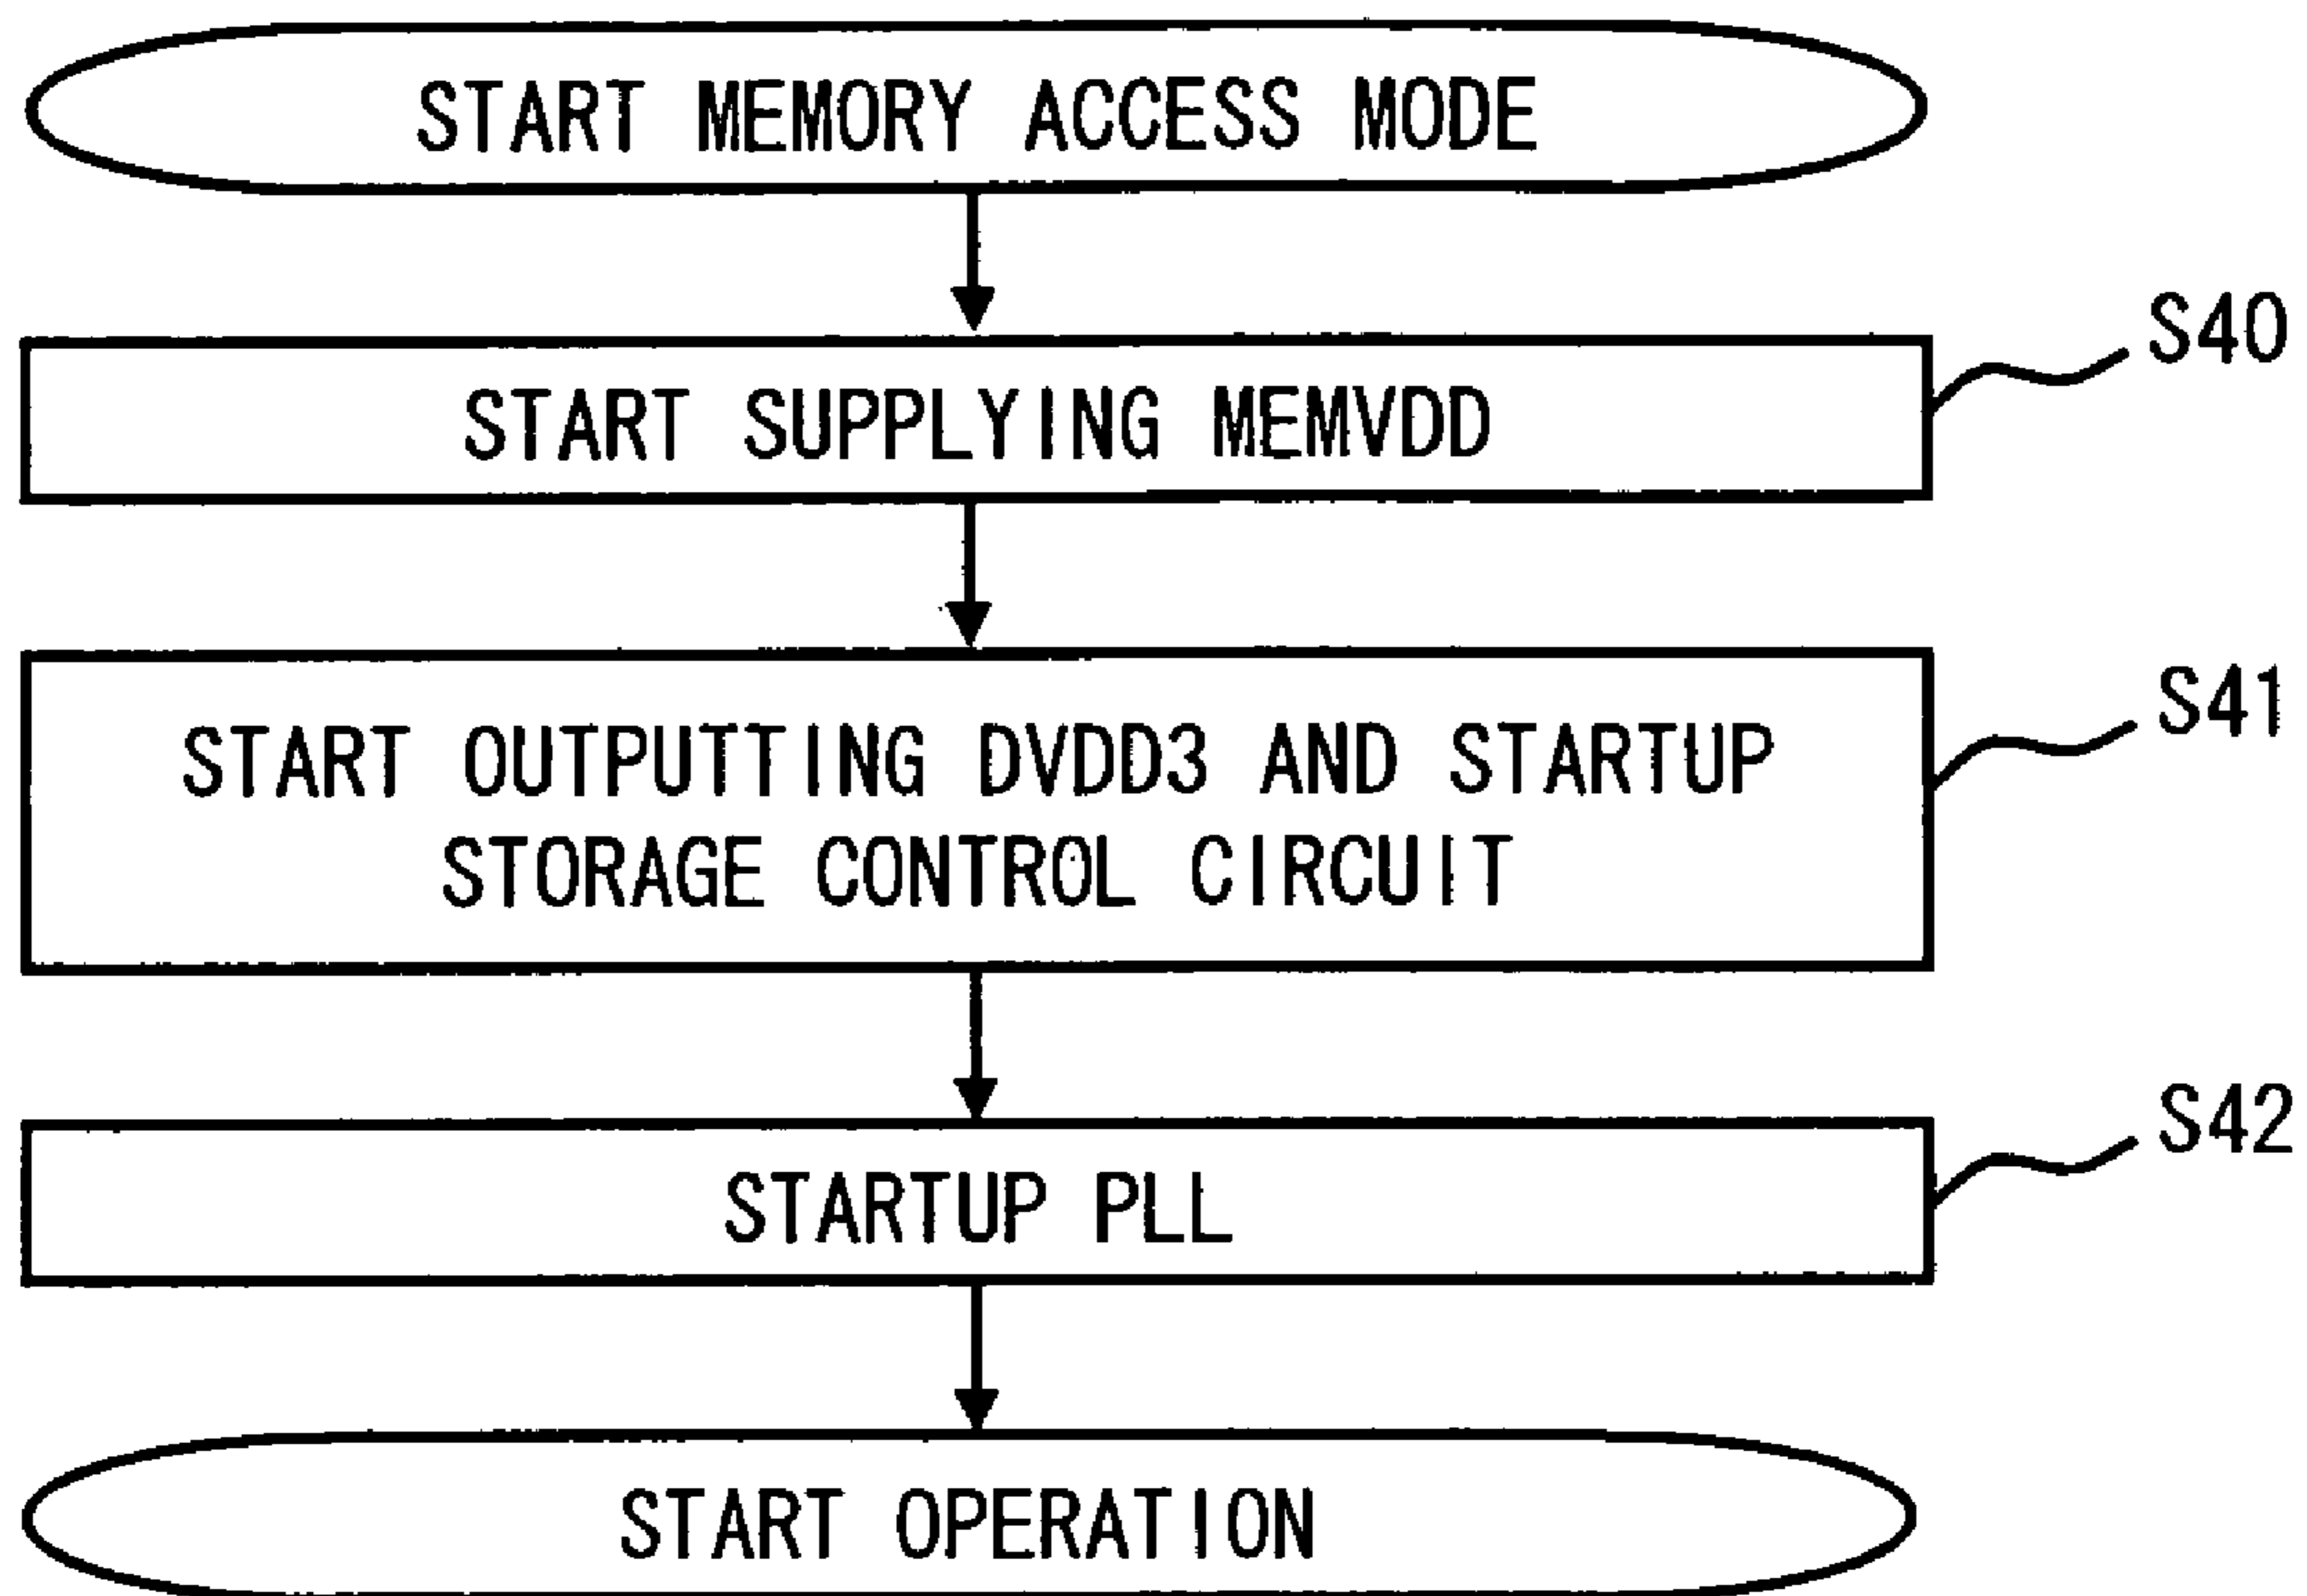 START MEMORY ACCESS MODE
S40
START SUPPLYING MEMVDD
S41
START OUTPUTTING DVDD3 AND STARTUP
STORAGE CONTROL CIRCUIT
S42
STARTUP PLL
START OPERATION